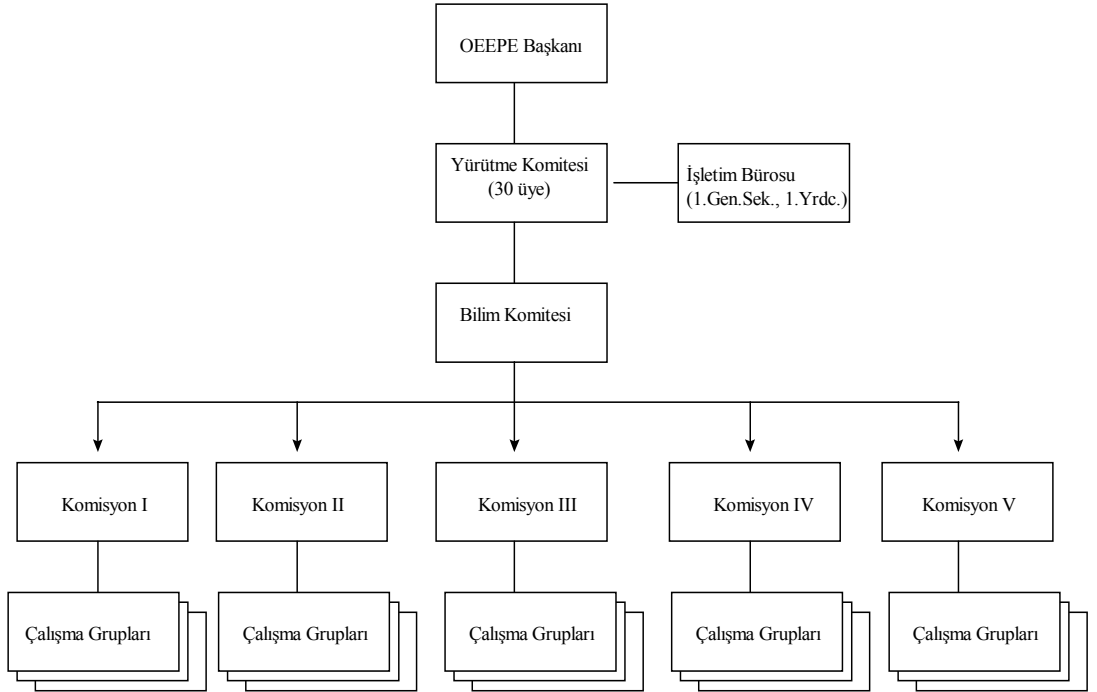 OEEPE Başkanı
Yürütme Komitesi
(30 üye)
İşletim Bürosu
(1.Gen.Sek., 1.Yrdc.)
Bilim Komitesi
Komisyon I
Komisyon II
Komisyon III
Komisyon IV
Komisyon V
Çalışma Grupları
Çalışma Grupları
Çalışma Grupları
Çalışma Grupları
Çalışma Grupları